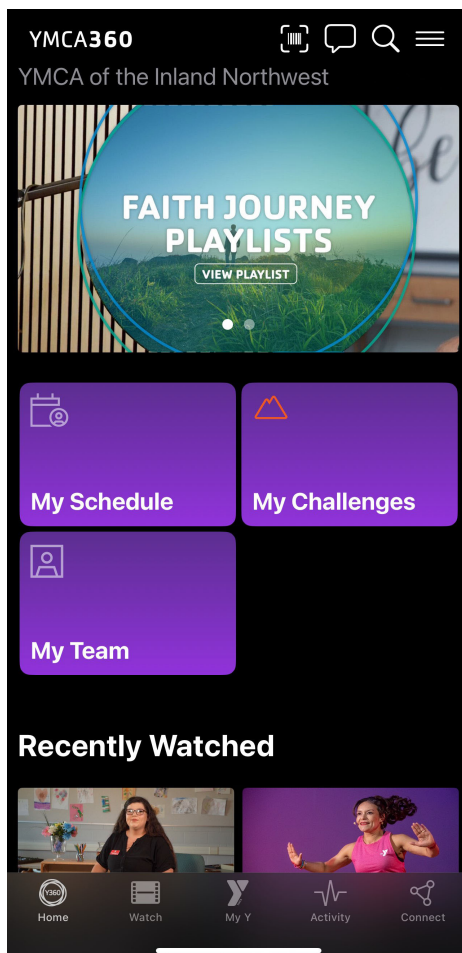 YMCA360
YMCA of the Inland Northwest
FAITH JOURNEY
PLAYLISTS
VIEW PLAYLIST
My Schedule
My Challenges
My Team
Recently Watched
Y360
Home
Watch
My Y
Activity
Connect